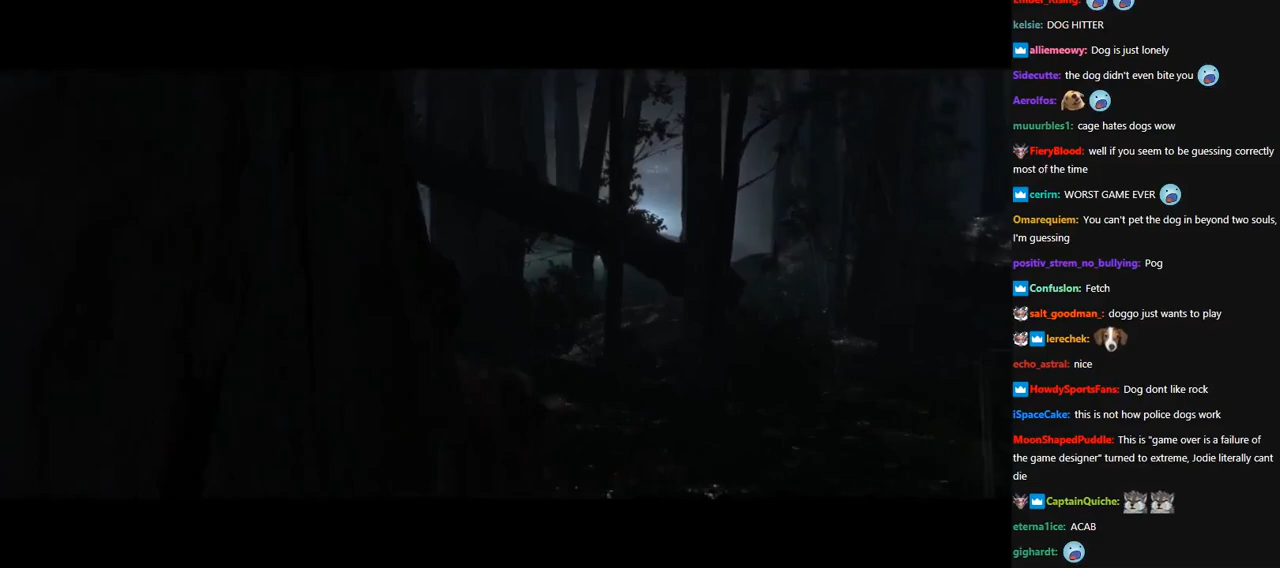 Ember_Rising:
kelsie: DOG HITTER
alliemeowy: Dog is just lonely
Sidecutte: the dog didn't even bite you
Aerolfos:
muuurbles1: cage hates dogs wow
FieryBlood: well if you seem to be guessing correctly
most of the time
cerirn: WORST GAME EVER
Omarequiem: You can't pet the dog in beyond two souls,
I'm guessing
positiv_strem_no_bullying: Pog
Confuslon: Fetch
salt_goodman_: doggo just wants to play
lerechek:
echo_astral: nice
HowdySportsFans: Dog dont like rock
iSpaceCake: this is not how police dogs work
MoonShapedPuddle: This is "game over is a failure of
the game designer" turned to extreme, Jodie literally cant
die
CaptainQuiche:
eterna1ice: ACAB
gighardt: